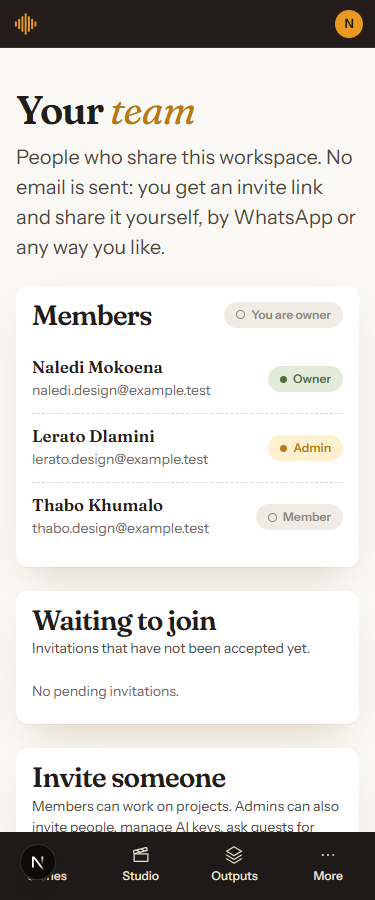 N
Your team
People who share this workspace. No
email is sent: you get an invite link
and share it yourself, by WhatsApp or
any way you like.
Members
You are owner
Naledi Mokoena
naledi.design@example.test
Owner
Lerato Dlamini
lerato.design@example.test
Admin
Thabo Khumalo
thabo.design@example.test
Member
Waiting to join
Invitations that have not been accepted yet.
No pending invitations.
Invite someone
Members can work on projects. Admins can also
invite people, manage AI keys, ask guests for
N
Studio
Outputs
More